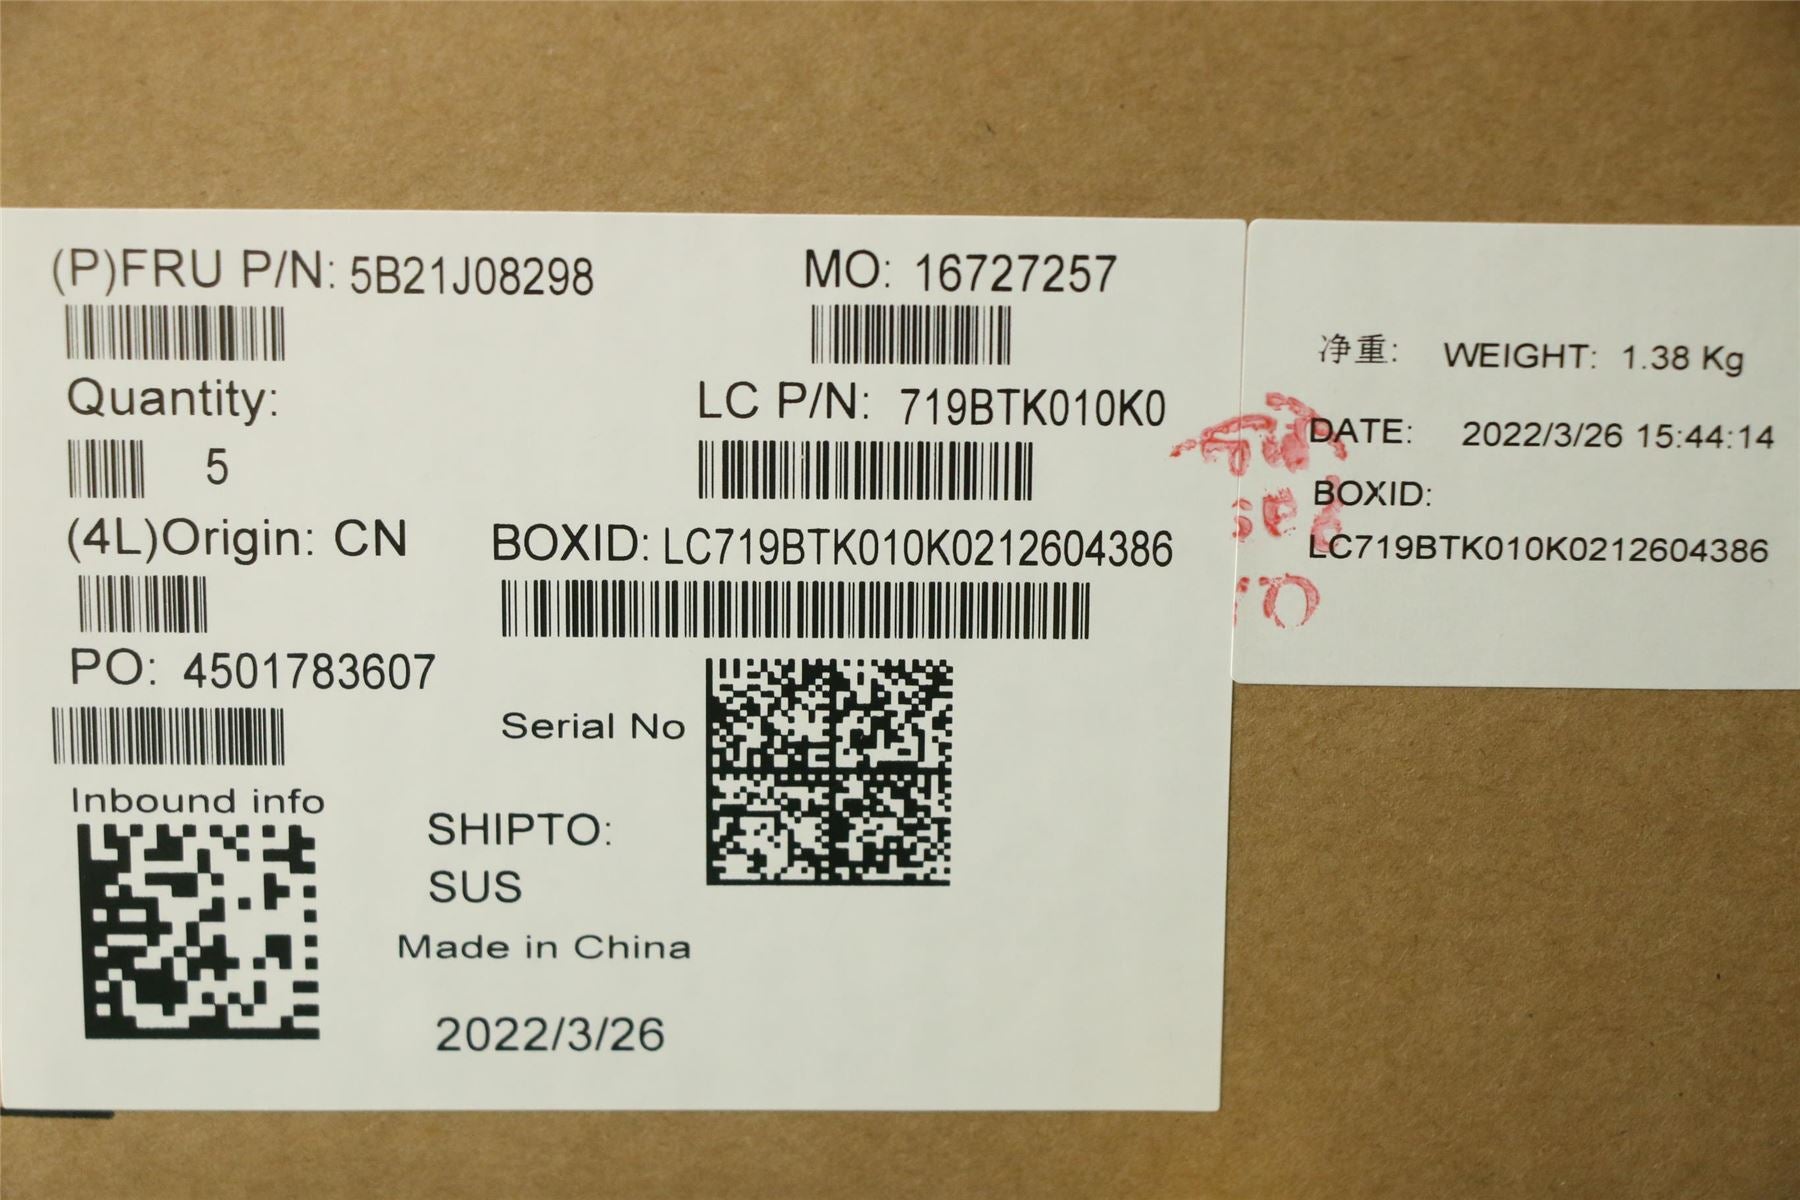 (P)FRU P/N: 5B21J08298
MO: 16727257
Quantity:
5
LC P/N: 719BTK010K0
(4L)Origin: CN
BOXID: LC719BTK010K0212604386
PO: 4501783607
Serial No
Inbound info
SHIPTO:
SUS
Made in China
2022/3/26
净重: WEIGHT: 1.38 Kg
DATE: 2022/3/26 15:44:14
BOXID:
LC719BTK010K0212604386